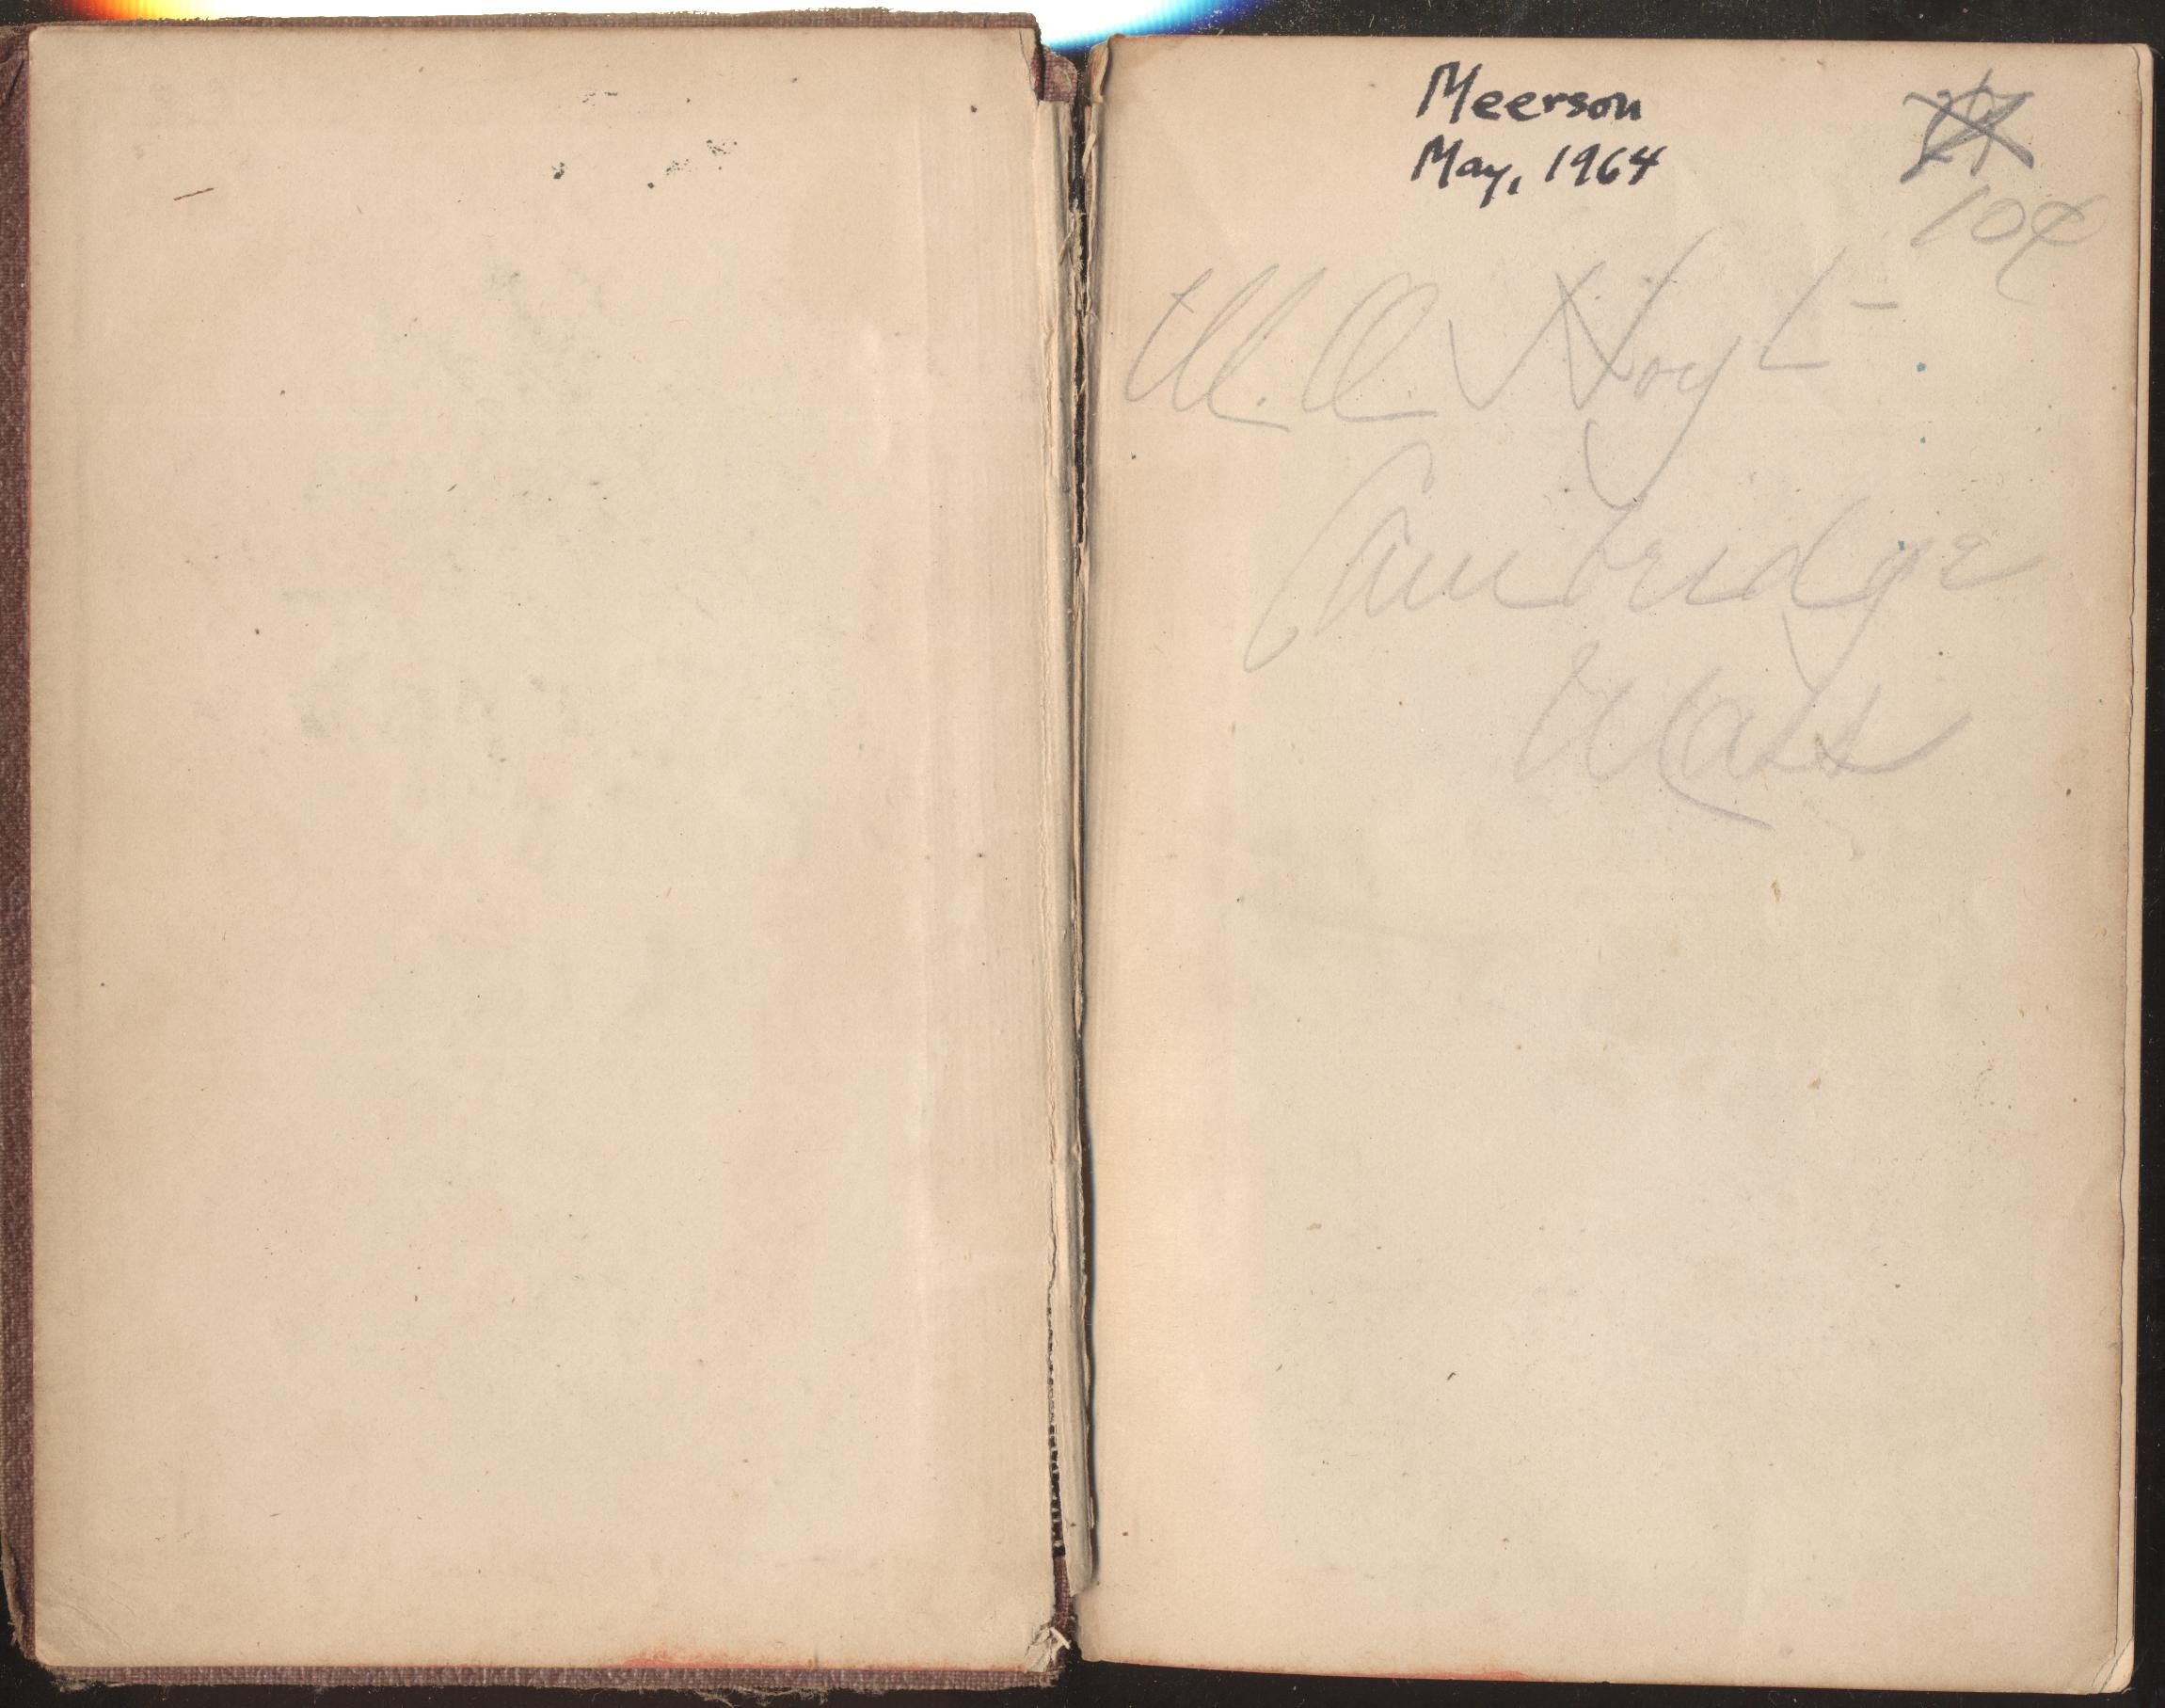 Meerson
May, 1964
10¢
M. A. Hoyt
Cambridge
Mass